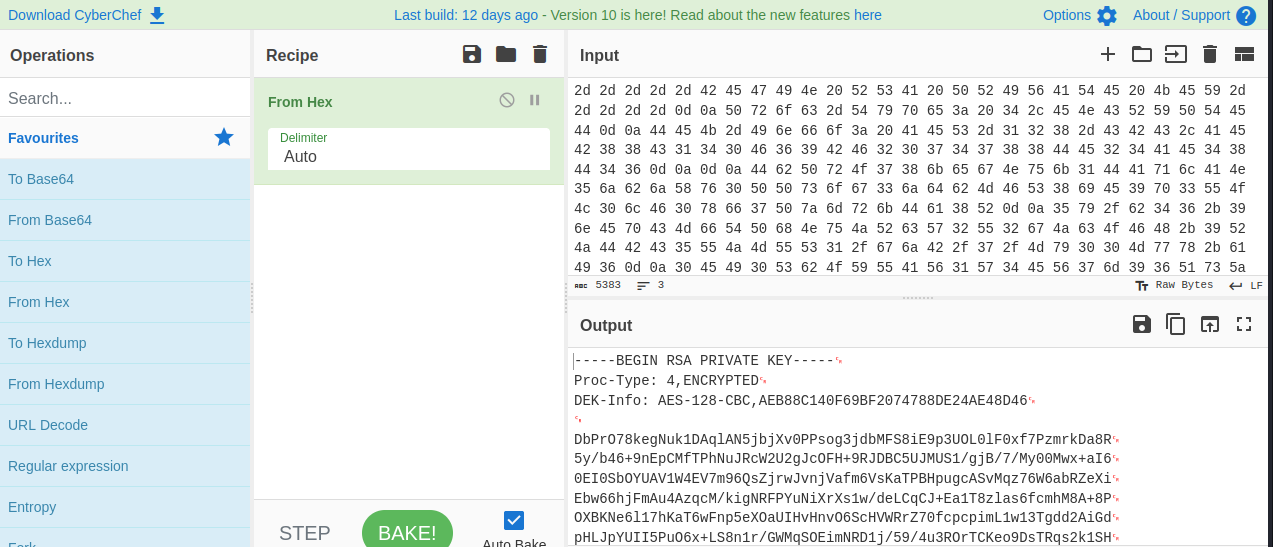 Download CyberChef
Last build: 12 days ago - Version 10 is here! Read about the new features here
Options
About / Support
Operations
Search...
Favourites
To Base64
From Base64
To Hex
From Hex
To Hexdump
From Hexdump
URL Decode
Regular expression
Entropy
Fork
Recipe
From Hex
Delimiter
Auto
STEP
BAKE!
Auto Bake
Input
2d 2d 2d 2d 2d 42 45 47 49 4e 20 52 53 41 20 50 52 49 56 41 54 45 20 4b 45 59 2d
2d 2d 2d 2d 0d 0a 50 72 6f 63 2d 54 79 70 65 3a 20 34 2c 45 4e 43 52 59 50 54 45
44 0d 0a 44 45 4b 2d 49 6e 66 6f 3a 20 41 45 53 2d 31 32 38 2d 43 42 43 2c 41 45
42 38 38 43 31 34 30 46 36 39 42 46 32 30 37 34 37 38 38 44 45 32 34 41 45 34 38
44 34 36 0d 0a 0d 0a 44 62 50 72 4f 37 38 6b 65 67 4e 75 6b 31 44 41 71 6c 41 4e
35 6a 62 6a 58 76 30 50 50 73 6f 67 33 6a 64 62 4d 46 53 38 69 45 39 70 33 55 4f
4c 30 6c 46 30 78 66 37 50 7a 6d 72 6b 44 61 38 52 0d 0a 35 79 2f 62 34 36 2b 39
6e 45 70 43 4d 66 54 50 68 4e 75 4a 52 63 57 32 55 32 67 4a 63 4f 46 48 2b 39 52
4a 44 42 43 35 55 4a 4d 55 53 31 2f 67 6a 42 2f 37 2f 4d 79 30 30 4d 77 78 2b 61
49 36 0d 0a 30 45 49 30 53 62 4f 59 55 41 56 31 57 34 45 56 37 6d 39 36 51 73 5a
5383
3
Raw Bytes
LF
Output
-----BEGIN RSA PRIVATE KEY-----
Proc-Type: 4,ENCRYPTED
DEK-Info: AES-128-CBC,AEB88C140F69BF2074788DE24AE48D46
DbPrO78kegNuk1DAqlAN5jbjXv0PPsog3jdbMFS8iE9p3UOL0lF0xf7PzmrkDa8R
5y/b46+9nEpCMfTPhNuJRcW2U2gJcOFH+9RJDBC5UJMUS1/gjB/7/My00Mwx+aI6
0EI0SbOYUAV1W4EV7m96QsZjrwJvnjVafm6VsKaTPBHpugcASvMqz76W6abRZeXi
Ebw66hjFmAu4AzqcM/kigNRFPYuNiXrXs1w/deLCqCJ+Ea1T8zlas6fcmhM8A+8P
OXBKNe6l17hKaT6wFnp5eXOaUIHvHnvO6ScHVWRrZ70fcpcpimL1w13Tgdd2AiGd
pHLJpYUII5PuO6x+LS8n1r/GWMqSOEimNRD1j/59/4u3ROrTCKeo9DsTRqs2k1SH